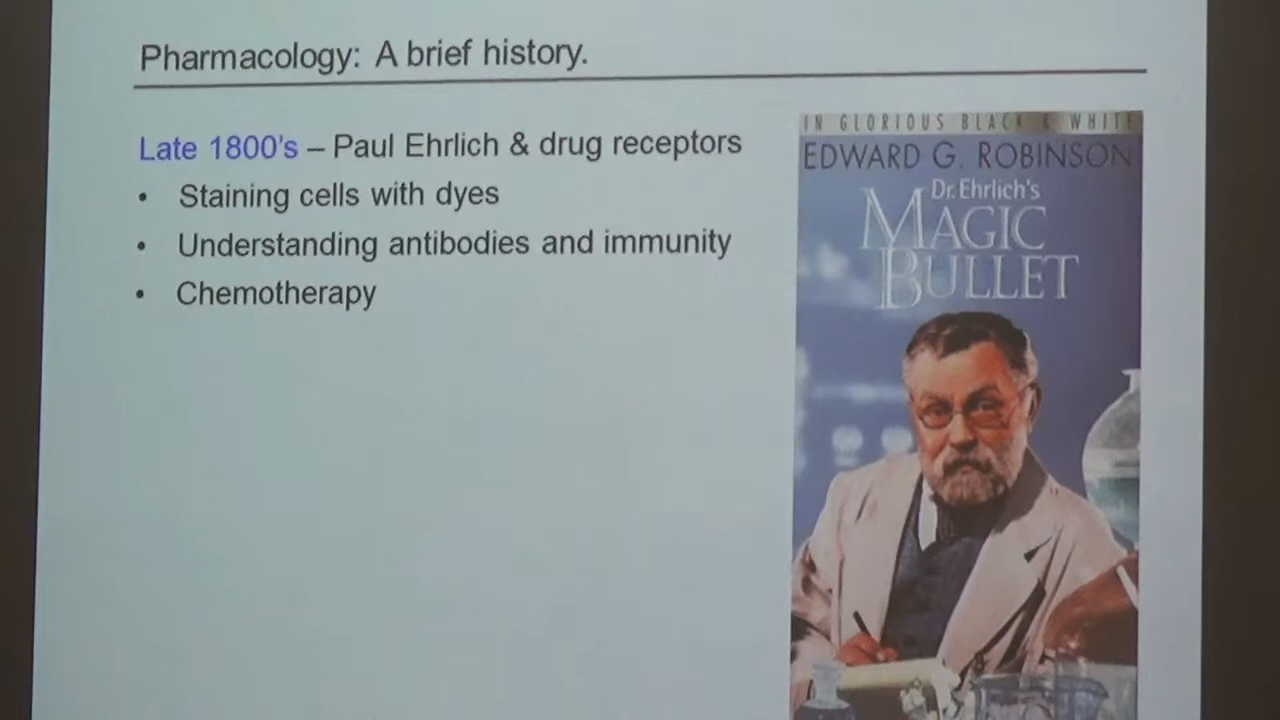 Pharmacology: A brief history.
Late 1800's – Paul Ehrlich & drug receptors
• Staining cells with dyes
• Understanding antibodies and immunity
• Chemotherapy
IN GLORIOUS BLACK & WHITE
EDWARD G. ROBINSON
Dr. Ehrlich's
MAGIC
BULLET